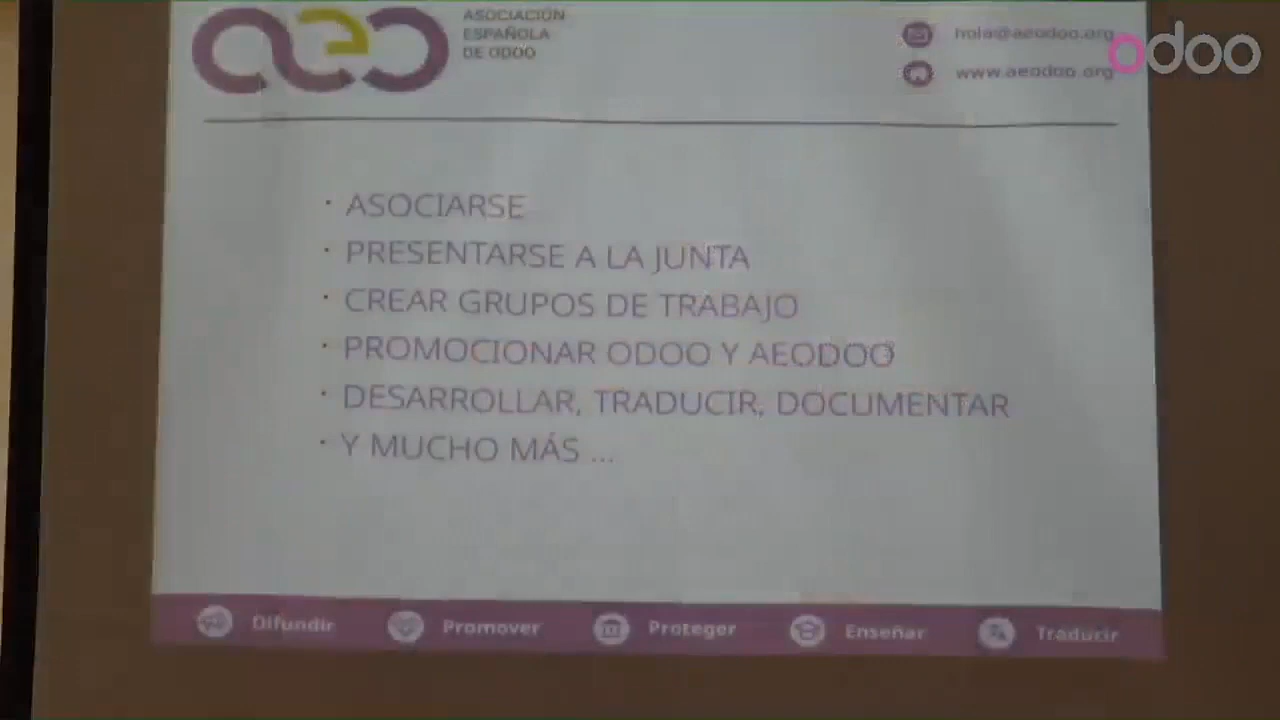 aeo
ASOCIACIÓN
ESPAÑOLA
DE ODOO
hola@aeodoo.org
www.aeodoo.org
odoo
· ASOCIARSE
· PRESENTARSE A LA JUNTA
· CREAR GRUPOS DE TRABAJO
· PROMOCIONAR ODOO Y AEODOO
· DESARROLLAR, TRADUCIR, DOCUMENTAR
· Y MUCHO MÁS ...
Difundir Promover Proteger Enseñar Traducir